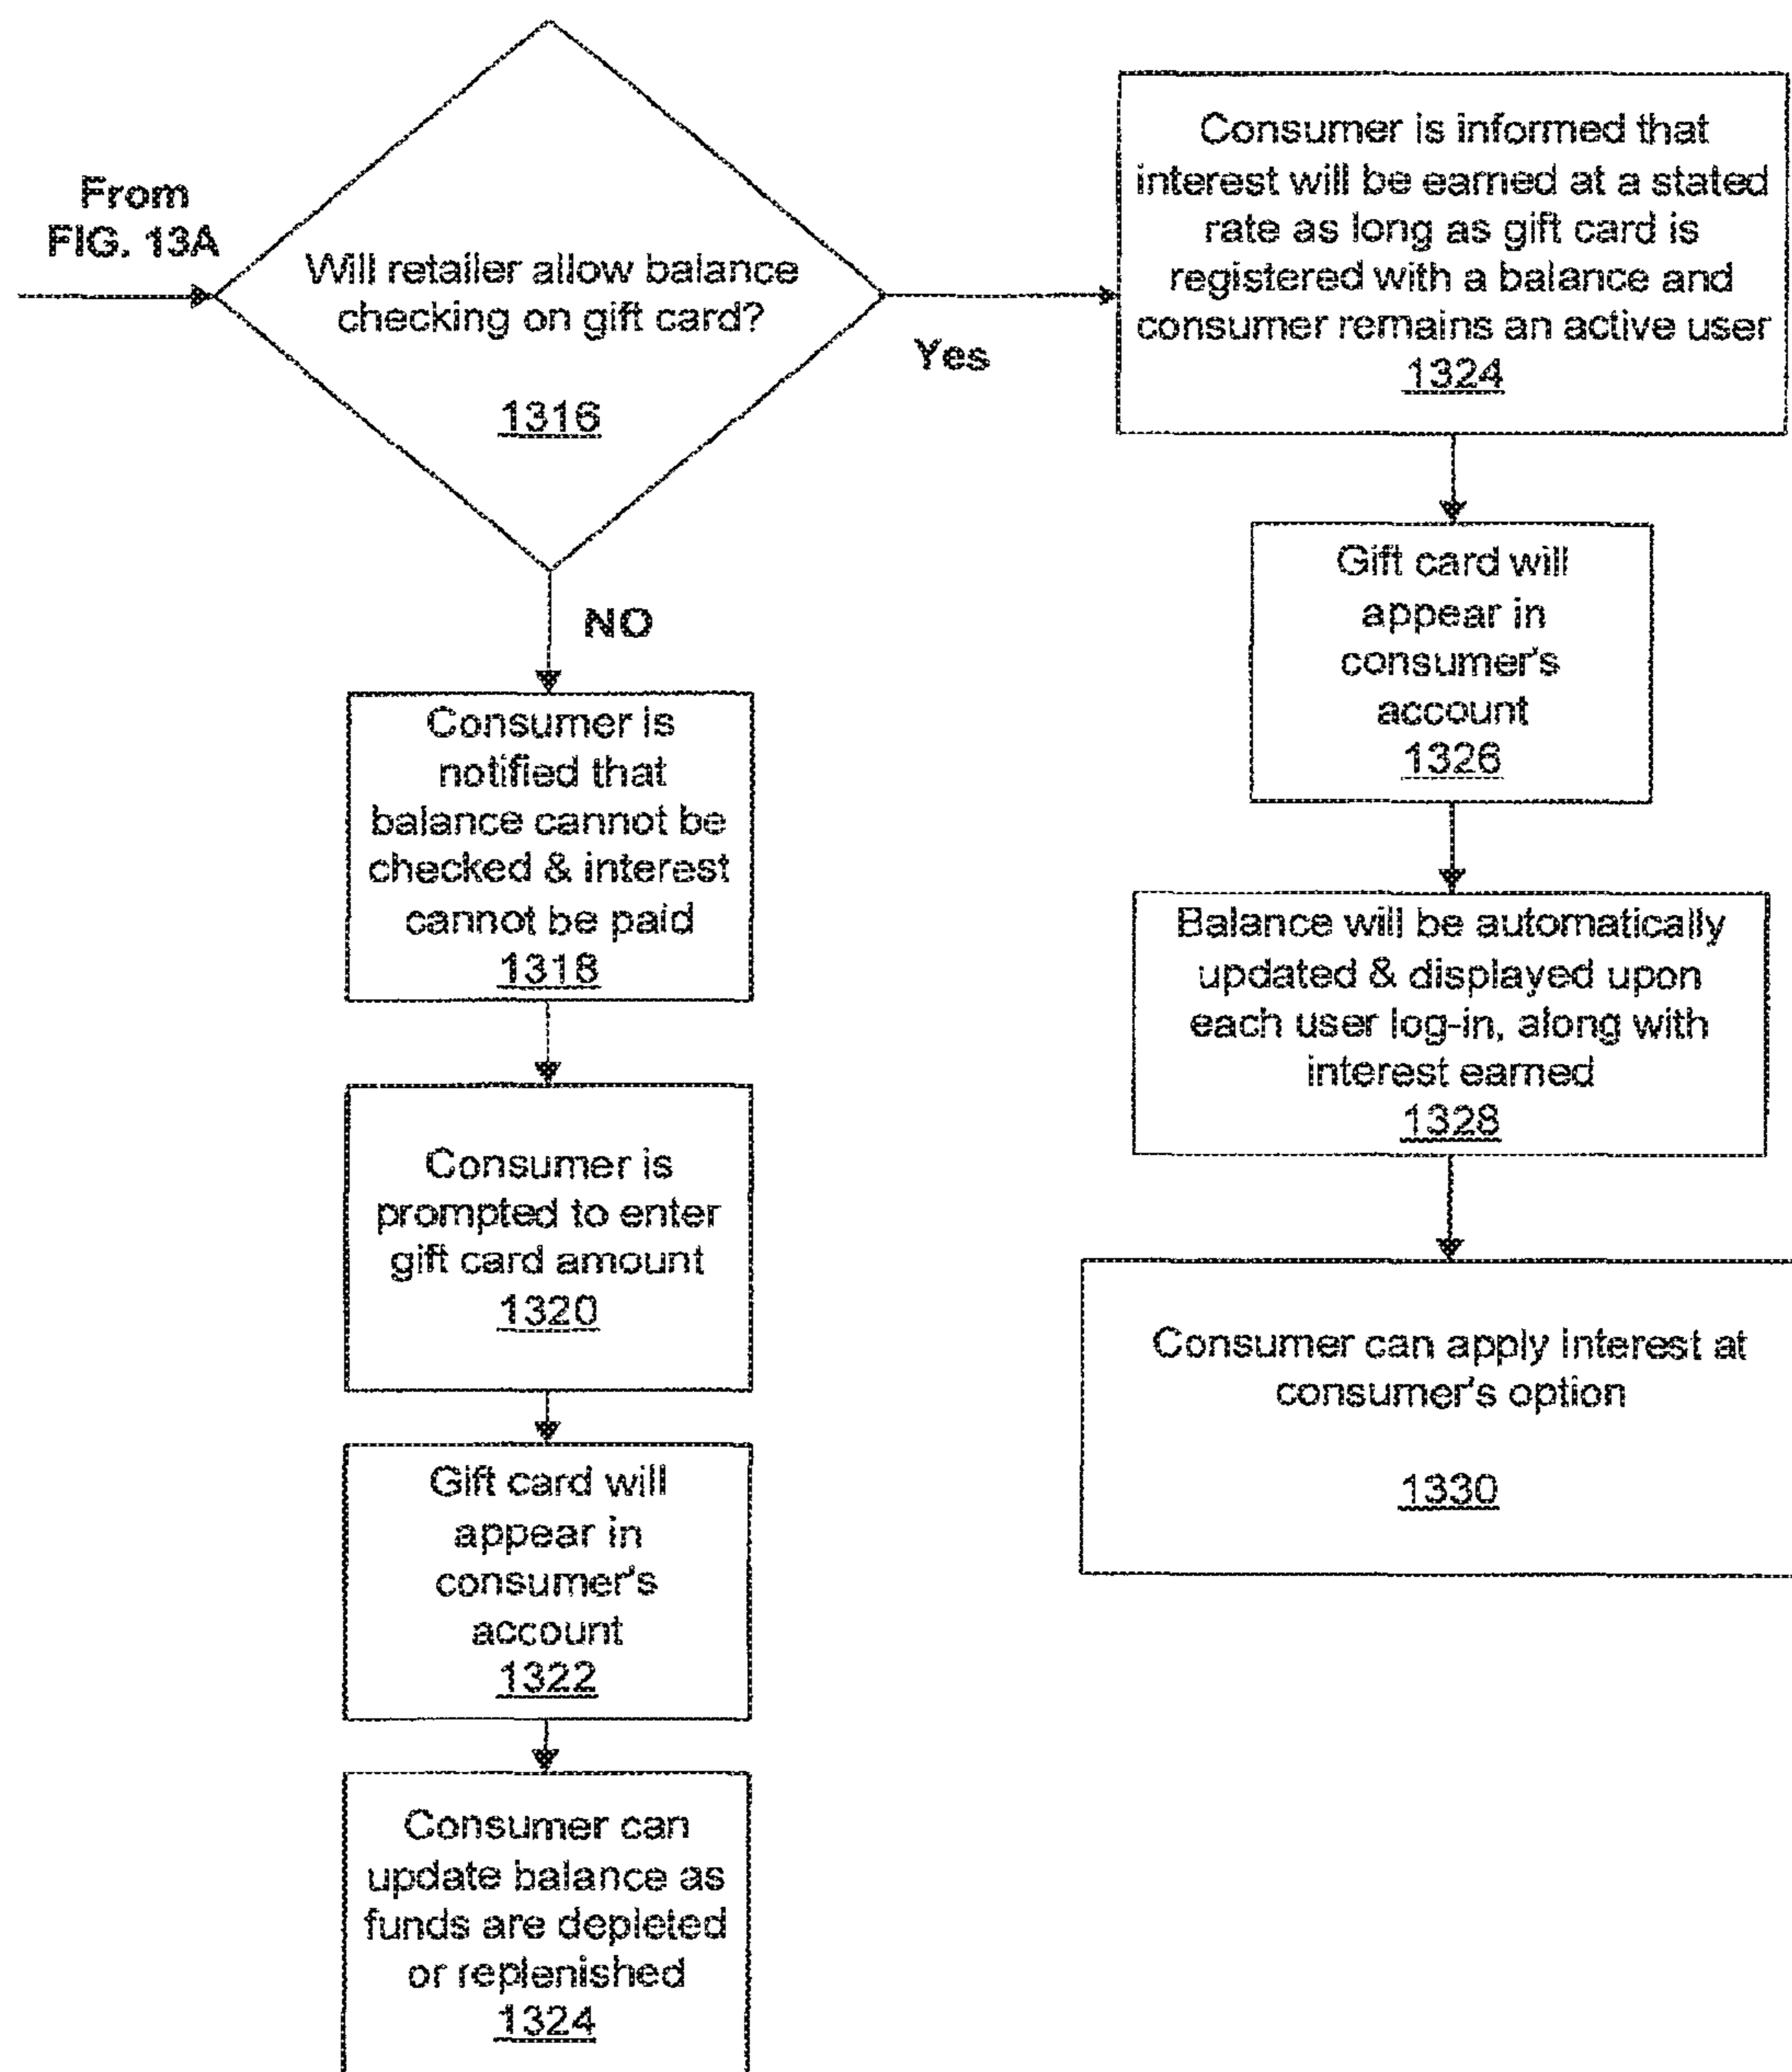 From
FIG. 13A
Will retailer allow balance
checking on gift card?
1316
Yes
NO
Consumer is
notified that
balance cannot be
checked & interest
cannot be paid
1318
Consumer is
prompted to enter
gift card amount
1320
Gift card will
appear in
consumer's
account
1322
Consumer can
update balance as
funds are depleted
or replenished
1324
Consumer is informed that
interest will be earned at a stated
rate as long as gift card is
registered with a balance and
consumer remains an active user
1324
Gift card will
appear in
consumer's
account
1326
Balance will be automatically
updated & displayed upon
each user log-in, along with
interest earned
1328
Consumer can apply interest at
consumer's option
1330